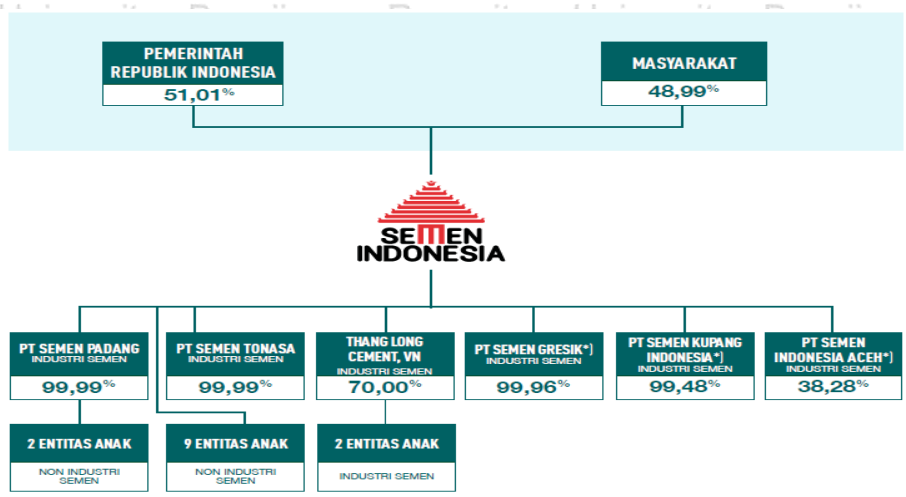 PEMERINTAH
REPUBLIK INDONESIA
51,01%
MASYARAKAT
48,99%
SEMEN
INDONESIA
PT SEMEN PADANG
INDUSTRI SEMEN
99,99%
PT SEMEN TONASA
INDUSTRI SEMEN
99,99%
THANG LONG
CEMENT, VN
INDUSTRI SEMEN
70,00%
PT SEMEN GRESIK*)
INDUSTRI SEMEN
99,96%
PT SEMEN KUPANG
INDONESIA*)
INDUSTRI SEMEN
99,48%
PT SEMEN
INDONESIA ACEH*)
INDUSTRI SEMEN
38,28%
2 ENTITAS ANAK
NON INDUSTRI
SEMEN
9 ENTITAS ANAK
NON INDUSTRI
SEMEN
2 ENTITAS ANAK
INDUSTRI SEMEN